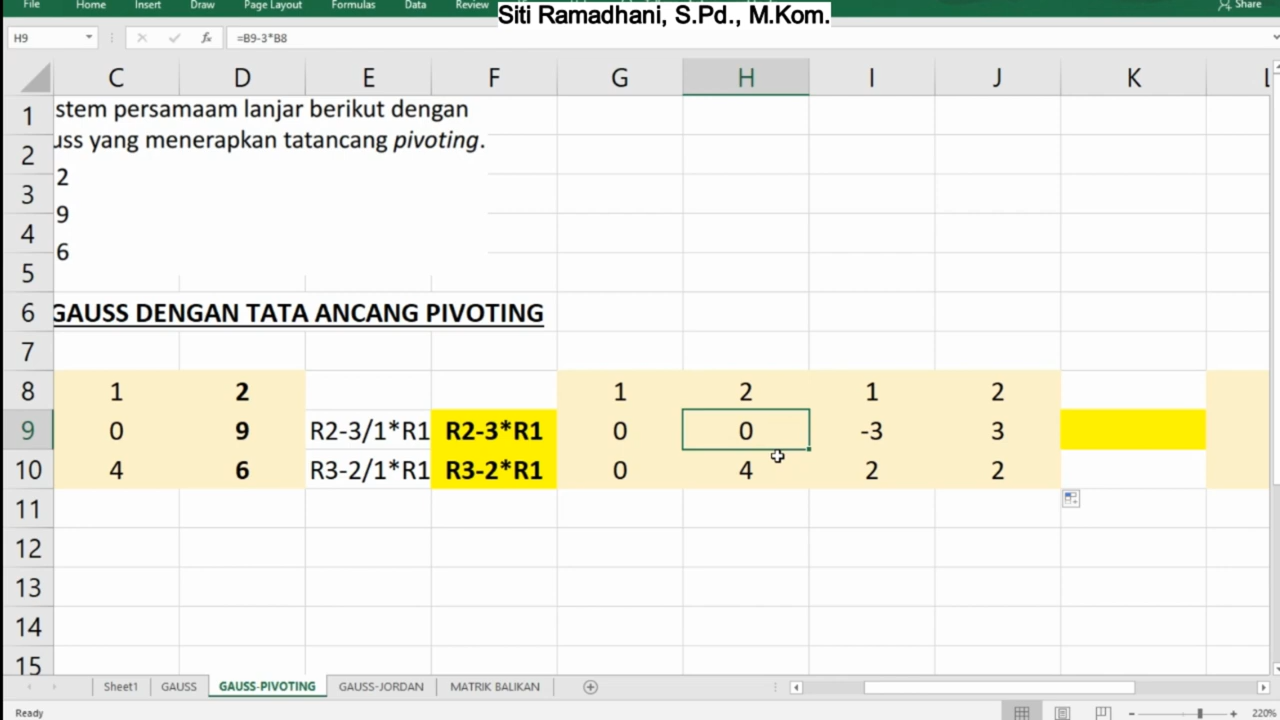 File Home Insert Draw Page Layout Formulas Data Review Share
Siti Ramadhani, S.Pd., M.Kom.
H9 fx =B9-3*B8
C D E F G H I J K L
1 stem persamaam lanjar berikut dengan
2 uss yang menerapkan tatancang pivoting.
3 2
4 9
5 6
6 GAUSS DENGAN TATA ANCANG PIVOTING
7
8 1 2 1 2 1 2
9 0 9 R2-3/1*R1 R2-3*R1 0 0 -3 3
10 4 6 R3-2/1*R1 R3-2*R1 0 4 2 2
11
12
13
14
15
Sheet1 GAUSS GAUSS-PIVOTING GAUSS-JORDAN MATRIK BALIKAN
Ready 220%